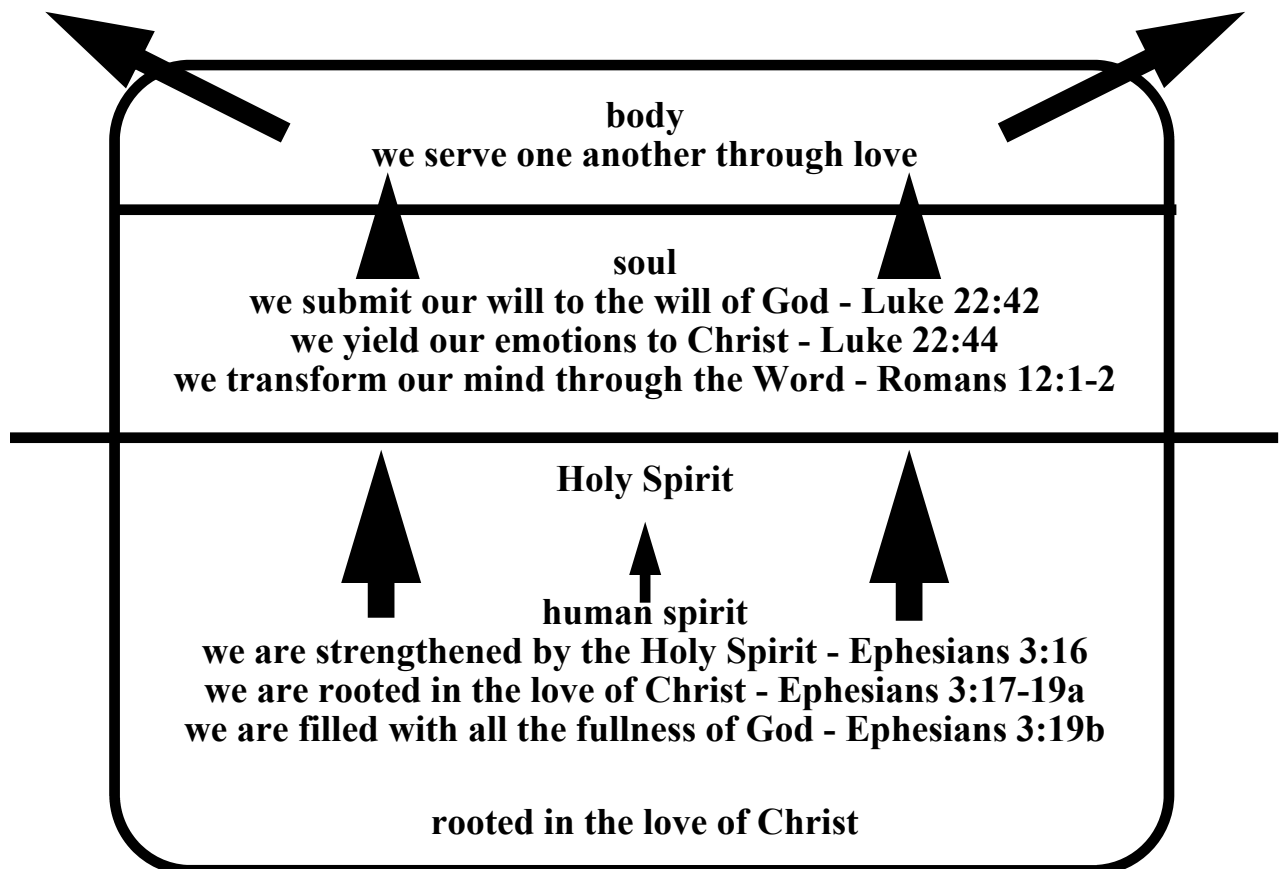 body
we serve one another through love
soul
we submit our will to the will of God - Luke 22:42
we yield our emotions to Christ - Luke 22:44
we transform our mind through the Word - Romans 12:1-2
Holy Spirit
human spirit
we are strengthened by the Holy Spirit - Ephesians 3:16
we are rooted in the love of Christ - Ephesians 3:17-19a
we are filled with all the fullness of God - Ephesians 3:19b
rooted in the love of Christ